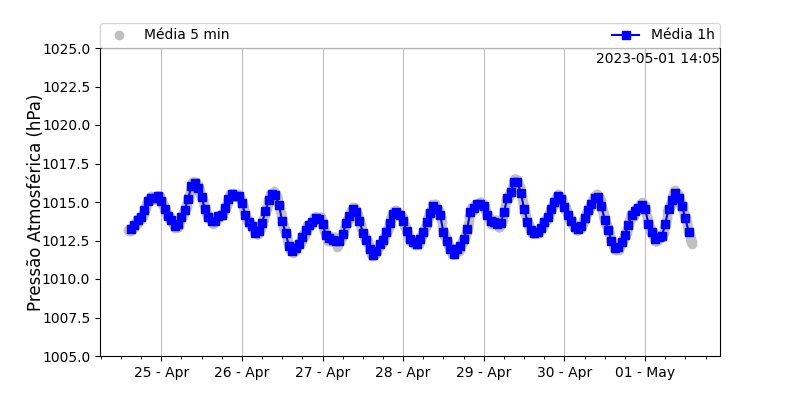 Média 5 min
Média 1h
2023-05-01 14:05
Pressão Atmosférica (hPa)
1025.0
1022.5
1020.0
1017.5
1015.0
1012.5
1010.0
1007.5
1005.0
25 - Apr
26 - Apr
27 - Apr
28 - Apr
29 - Apr
30 - Apr
01 - May